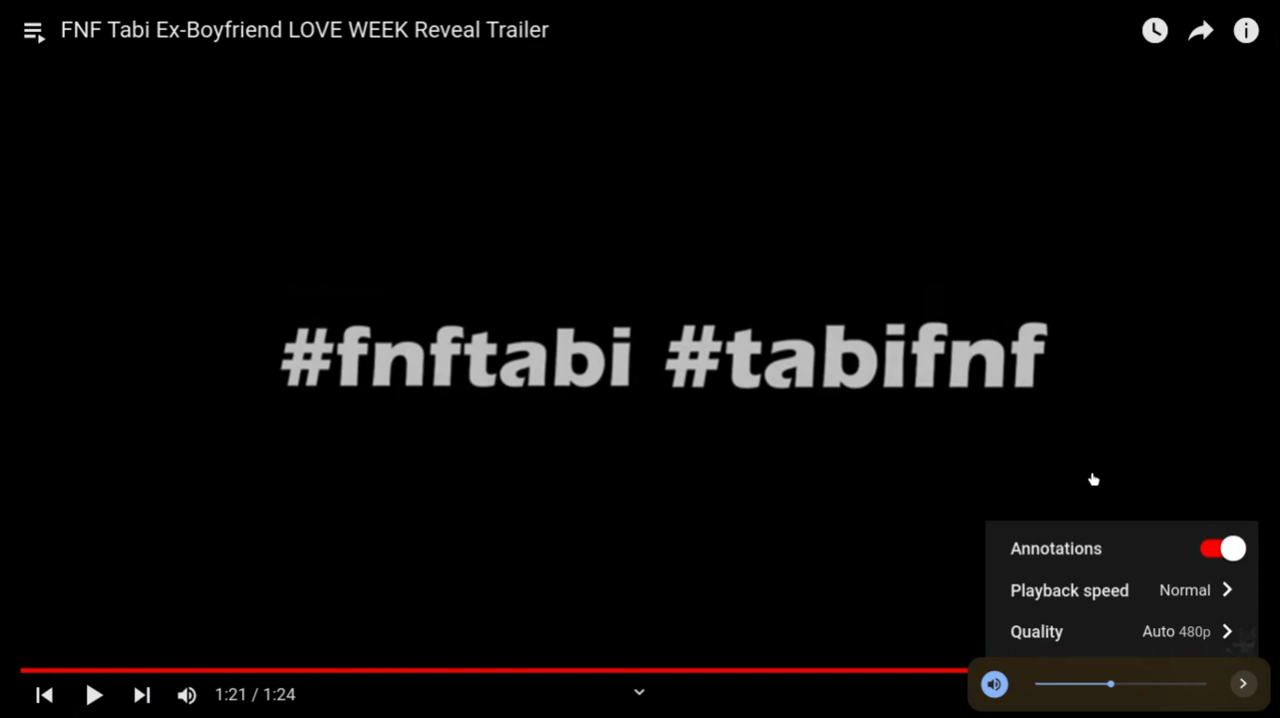 FNF Tabi Ex-Boyfriend LOVE WEEK Reveal Trailer
#fnftabi #tabifnf
Annotations
Playback speed Normal
Quality Auto 480p
1:21 / 1:24